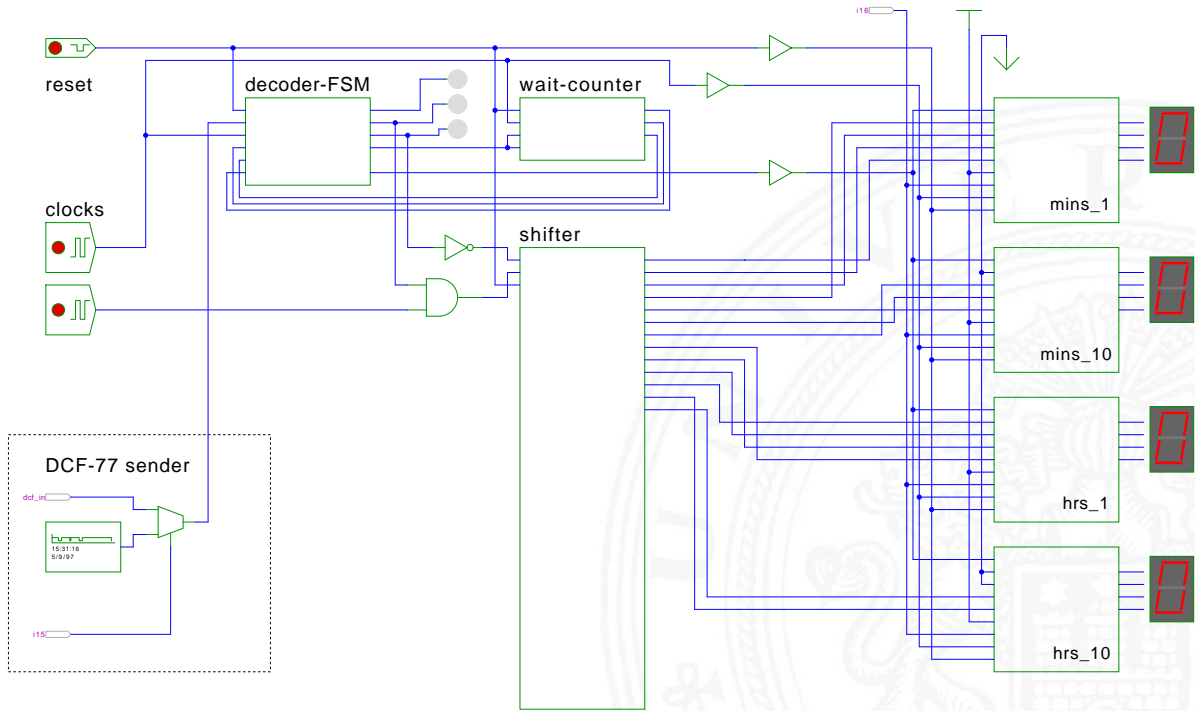 i16
reset
decoder-FSM
wait-counter
mins_1
clocks
shifter
mins_10
DCF-77 sender
dcf_in
15:31:16
5/9/97
hrs_1
i15
hrs_10